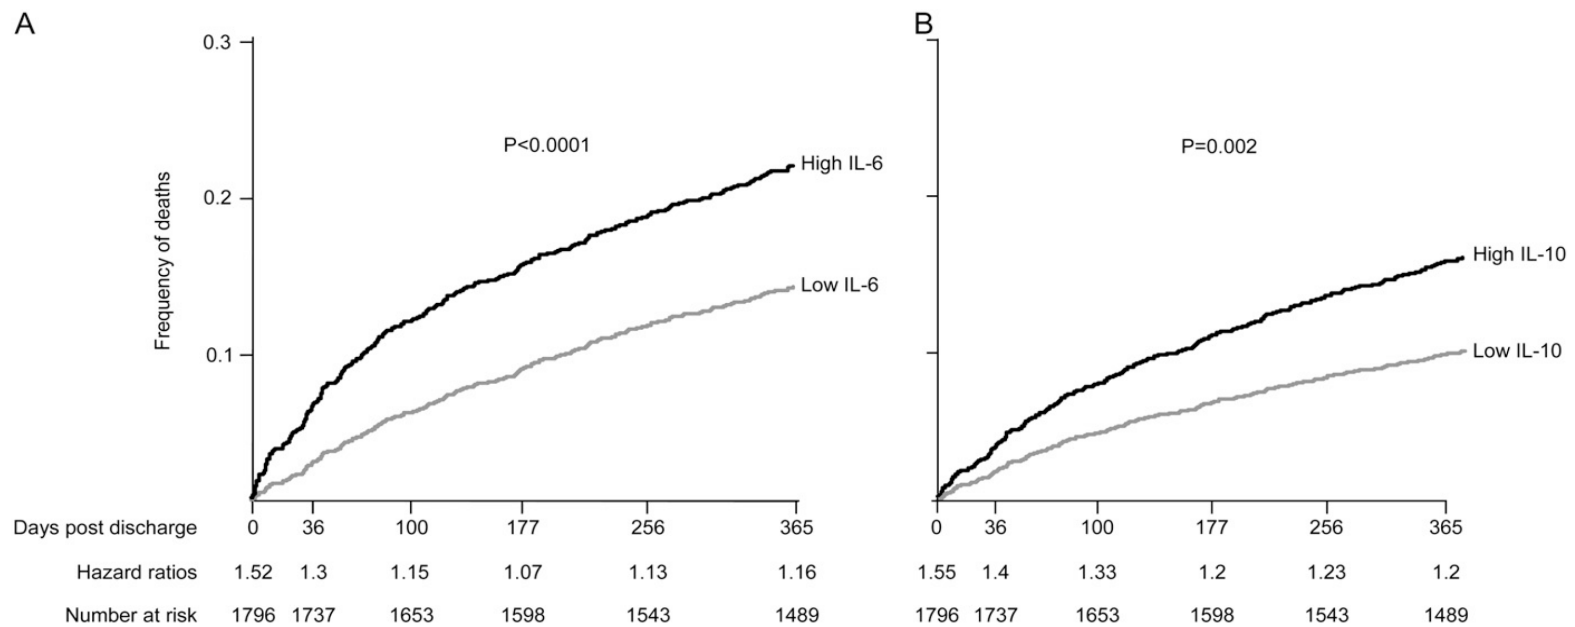 A
B
0.3
P<0.0001
P=0.002
High IL-6
0.2
Frequency of deaths
High IL-10
Low IL-6
0.1
Low IL-10
Days post discharge 0 36 100 177 256 365 0 36 100 177 256 365
Hazard ratios 1.52 1.3 1.15 1.07 1.13 1.16 1.55 1.4 1.33 1.2 1.23 1.2
Number at risk 1796 1737 1653 1598 1543 1489 1796 1737 1653 1598 1543 1489